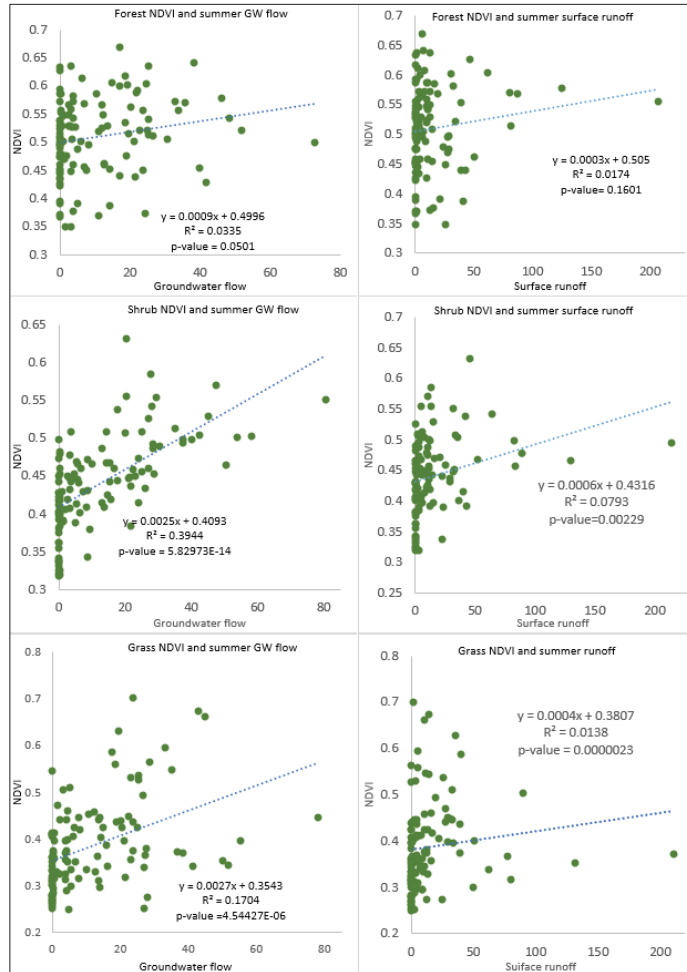 Forest NDVI and summer GW flow
0.7
0.65
0.6
0.55
0.5
0.45
0.4
0.35
0.3
NDVI
y = 0.0009x + 0.4996
R² = 0.0335
p-value = 0.0501
0
20
40
60
80
Groundwater flow
Forest NDVI and summer surface runoff
0.7
0.65
0.6
0.55
0.5
0.45
0.4
0.35
0.3
NDVI
y = 0.0003x + 0.505
R² = 0.0174
p-value= 0.1601
0
50
100
150
200
Surface runoff
Shrub NDVI and summer GW flow
0.65
0.6
0.55
0.5
0.45
0.4
0.35
0.3
NDVI
y = 0.0025x + 0.4093
R² = 0.3944
p-value = 5.82973E-14
0
20
40
60
80
Groundwater flow
Shrub NDVI and summer surface runoff
0.7
0.65
0.6
0.55
0.5
0.45
0.4
0.35
0.3
0.25
NDVI
y = 0.0006x + 0.4316
R² = 0.0793
p-value=0.00229
0
50
100
150
200
Surface runoff
Grass NDVI and summer GW flow
0.8
0.7
0.6
0.5
0.4
0.3
0.2
NDVI
y = 0.0027x + 0.3543
R² = 0.1704
p-value =4.54427E-06
0
20
40
60
80
Groundwater flow
Grass NDVI and summer runoff
0.8
0.7
0.6
0.5
0.4
0.3
0.2
NDVI
y = 0.0004x + 0.3807
R² = 0.0138
p-value = 0.0000023
0
50
100
150
200
Suiface runoff